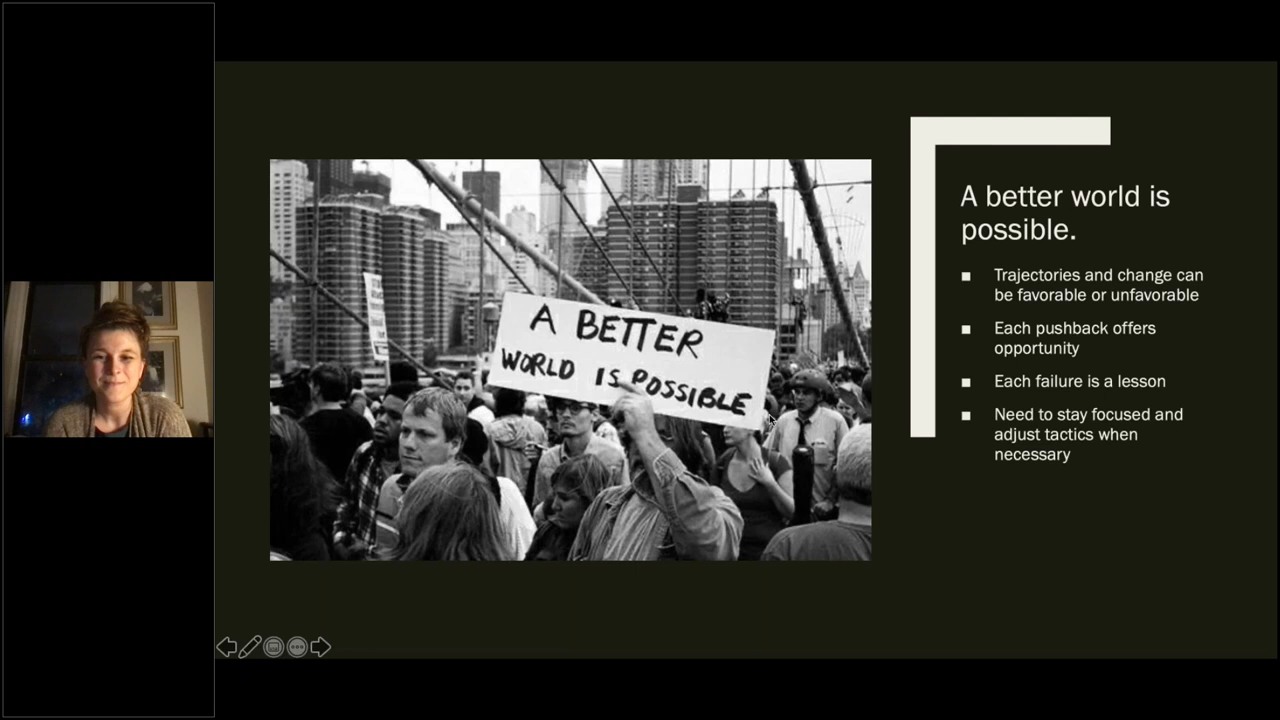 A BETTER
WORLD IS POSSIBLE
A better world is
possible.
Trajectories and change can
be favorable or unfavorable
Each pushback offers
opportunity
Each failure is a lesson
Need to stay focused and
adjust tactics when
necessary